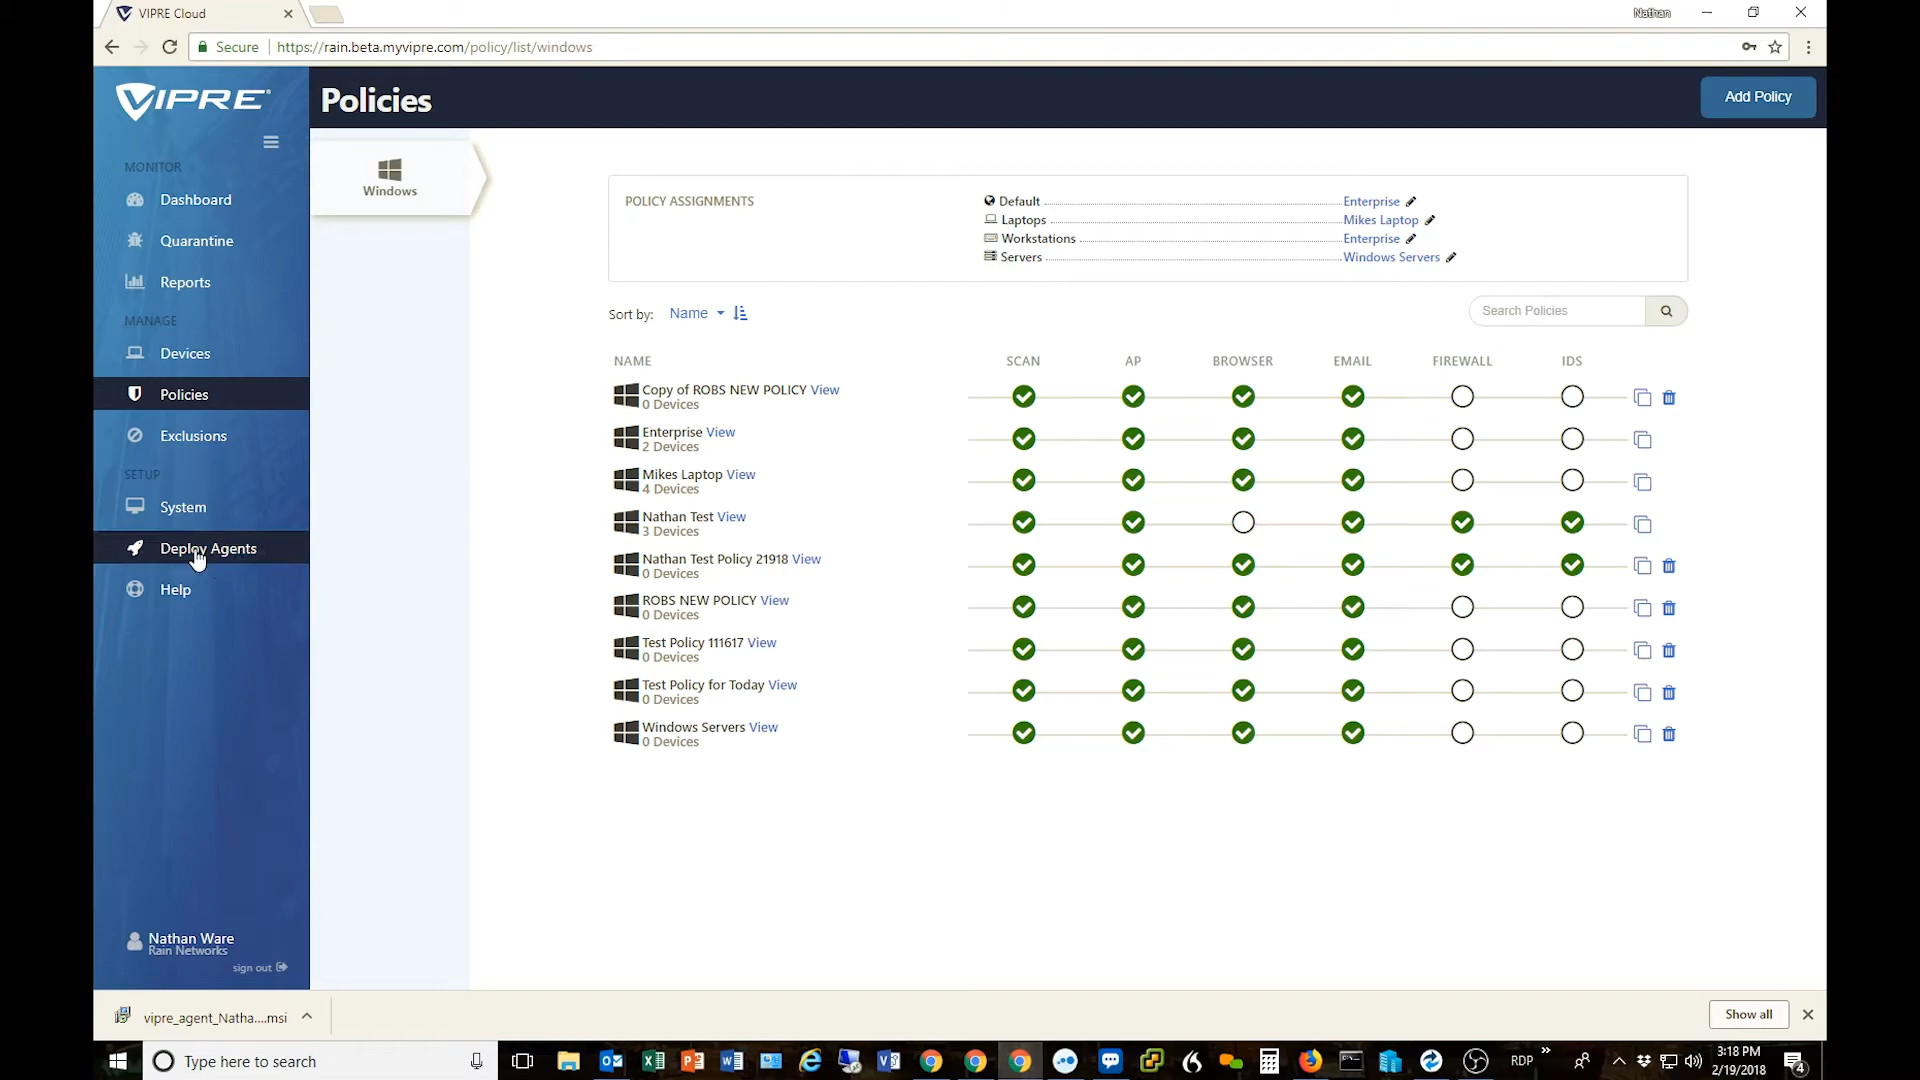 VIPRE Cloud
Nathan
Secure
https://rain.beta.myvipre.com/policy/list/windows
VIPRE
Policies
Add Policy
MONITOR
Dashboard
Quarantine
Reports
MANAGE
Devices
Policies
Exclusions
SETUP
System
Deploy Agents
Help
Nathan Ware
Rain Networks
sign out
Windows
POLICY ASSIGNMENTS
Default Enterprise
Laptops Mikes Laptop
Workstations Enterprise
Servers Windows Servers
Sort by: Name
Search Policies
NAME SCAN AP BROWSER EMAIL FIREWALL IDS
Copy of ROBS NEW POLICY View
0 Devices
Enterprise View
2 Devices
Mikes Laptop View
4 Devices
Nathan Test View
3 Devices
Nathan Test Policy 21918 View
0 Devices
ROBS NEW POLICY View
0 Devices
Test Policy 111617 View
0 Devices
Test Policy for Today View
0 Devices
Windows Servers View
0 Devices
vipre_agent_Natha....msi
Show all
Type here to search
RDP
3:18 PM
2/19/2018
4